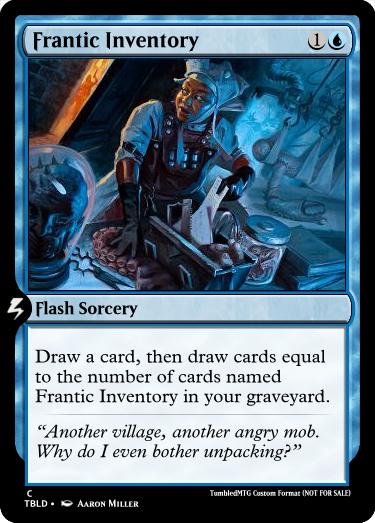 Frantic Inventory 1
Flash Sorcery
Draw a card, then draw cards equal
to the number of cards named
Frantic Inventory in your graveyard.
“Another village, another angry mob.
Why do I even bother unpacking?”
C
TBLD • Aaron Miller
TumbledMTG Custom Format (NOT FOR SALE)